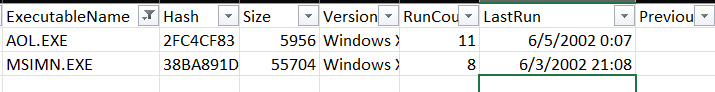 ExecutableName Hash Size Version RunCou LastRun Previou
AOL.EXE 2FC4CF83 5956 Windows X 11 6/5/2002 0:07
MSIMN.EXE 38BA891D 55704 Windows X 8 6/3/2002 21:08